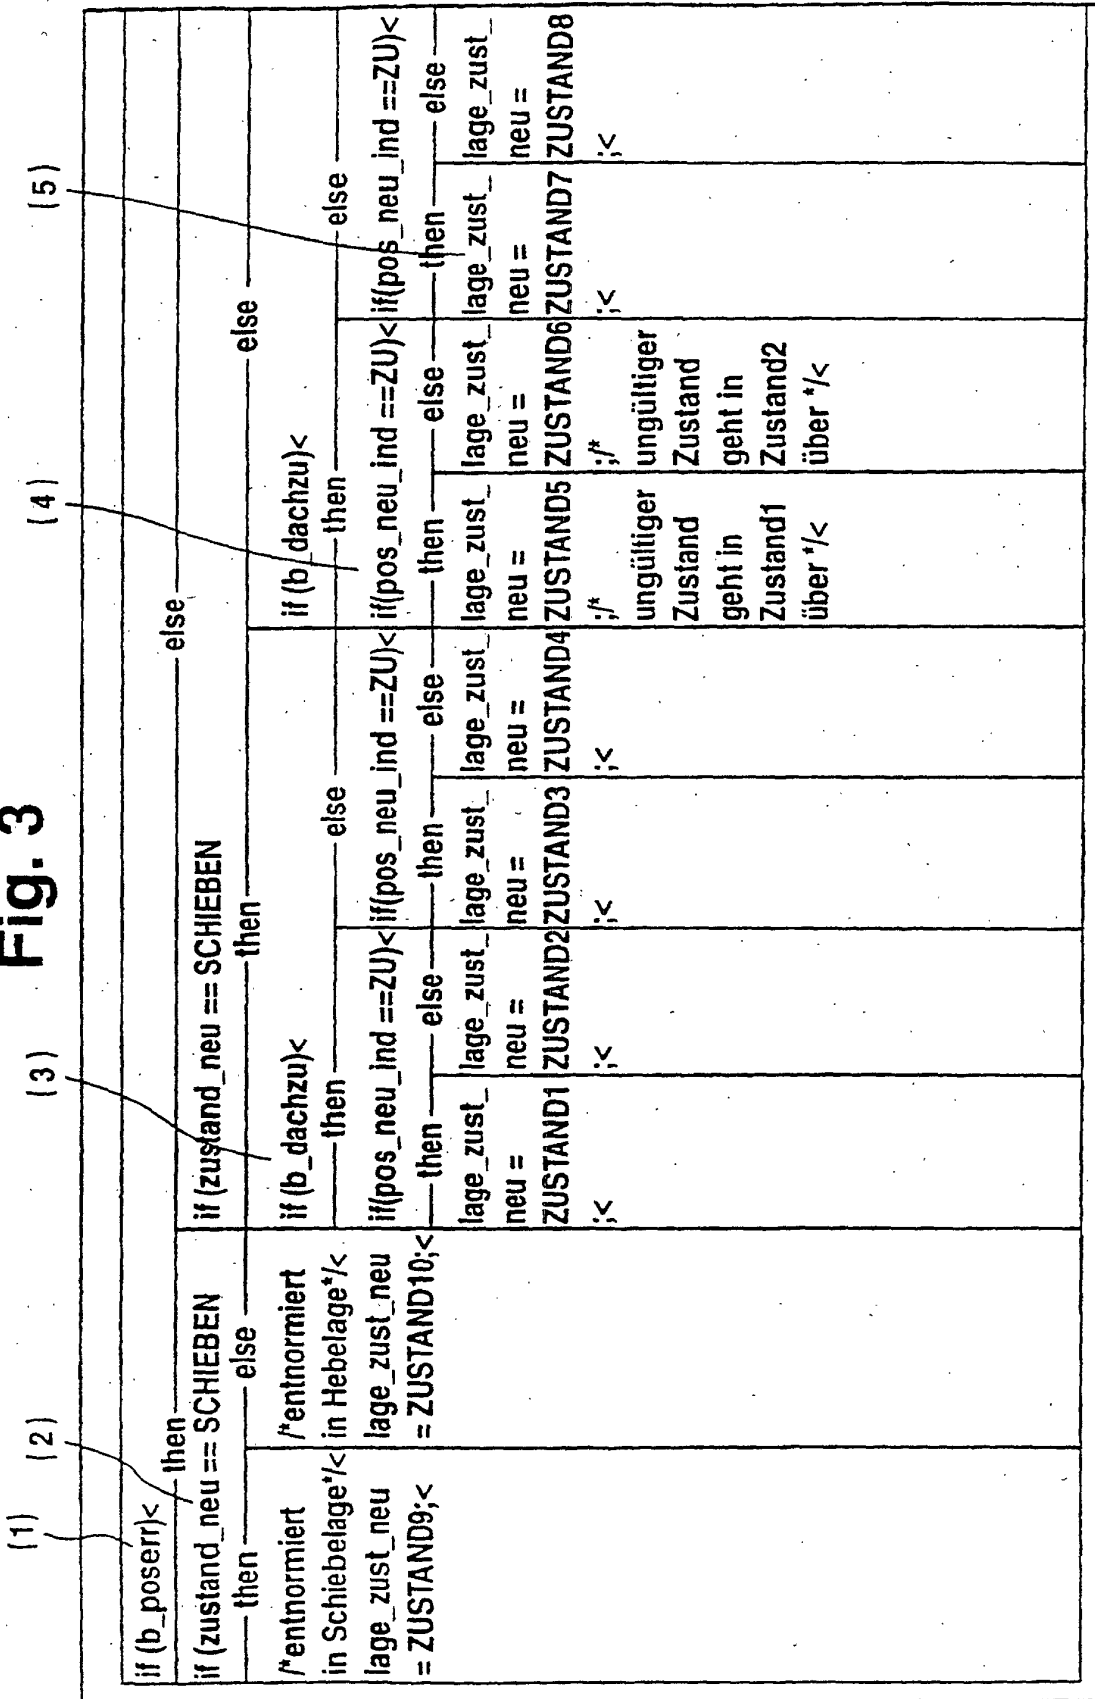 Fig. 3
(1)
(2)
(3)
(4)
(5)
if (b_poserr)<
then
else
if (zustand_neu == SCHIEBEN
if (zustand_neu == SCHIEBEN
then
else
then
else
/*entnormiert
in Schiebelage*/<
lage_zust_neu
= ZUSTAND9;<
/*entnormiert
in Hebelage*/<
lage_zust_neu
= ZUSTAND10;<
if (b_dachzu)<
then
else
if (b_dachzu)<
then
else
if(pos_neu_ind ==ZU)<
then
else
if(pos_neu_ind ==ZU)<
then
else
if(pos_neu_ind ==ZU)<
then
else
if(pos_neu_ind ==ZU)<
then
else
lage_zust_
neu =
ZUSTAND1
;<
lage_zust_
neu =
ZUSTAND2
;<
lage_zust_
neu =
ZUSTAND3
;<
lage_zust_
neu =
ZUSTAND4
;<
lage_zust_
neu =
ZUSTAND5
;/*
ungültiger
Zustand
geht in
Zustand1
über*/<
lage_zust_
neu =
ZUSTAND6
;/*
ungültiger
Zustand
geht in
Zustand2
über */<
lage_zust_
neu =
ZUSTAND7
;<
lage_zust_
neu =
ZUSTAND8
;<